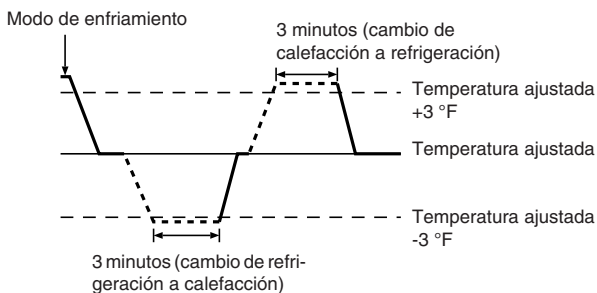 Modo de enfriamiento
3 minutos (cambio de
calefacción a refrigeración)
Temperatura ajustada
+3 °F
Temperatura ajustada
Temperatura ajustada
-3 °F
3 minutos (cambio de refri-
geración a calefacción)